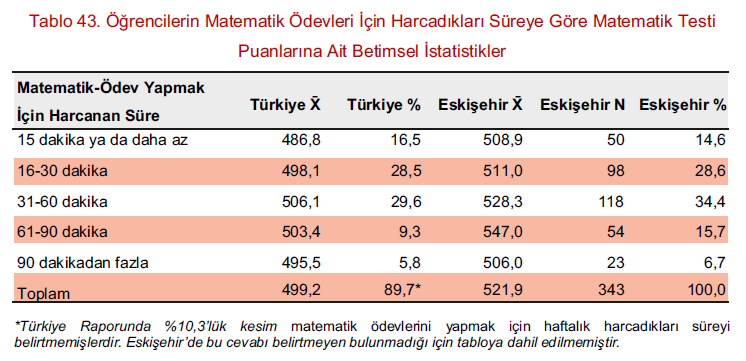 Tablo 43. Öğrencilerin Matematik Ödevleri İçin Harcadıkları Süreye Göre Matematik Testi
Puanlarına Ait Betimsel İstatistikler
Matematik-Ödev Yapmak
İçin Harcanan Süre Türkiye X̄ Türkiye % Eskişehir X̄ Eskişehir N Eskişehir %
15 dakika ya da daha az 486,8 16,5 508,9 50 14,6
16-30 dakika 498,1 28,5 511,0 98 28,6
31-60 dakika 506,1 29,6 528,3 118 34,4
61-90 dakika 503,4 9,3 547,0 54 15,7
90 dakikadan fazla 495,5 5,8 506,0 23 6,7
Toplam 499,2 89,7* 521,9 343 100,0
*Türkiye Raporunda %10,3'lük kesim matematik ödevlerini yapmak için haftalık harcadıkları süreyi
belirtmemişlerdir. Eskişehir'de bu cevabı belirtmeyen bulunmadığı için tabloya dahil edilmemiştir.